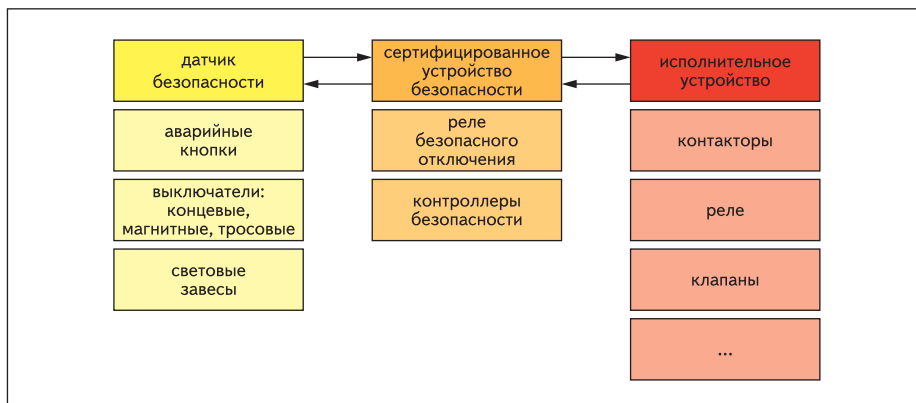 датчик
безопасности
сертифицированное
устройство
безопасности
исполнительное
устройство
аварийные
кнопки
реле
безопасного
отключения
контакторы
выключатели:
концевые,
магнитные, тросовые
контроллеры
безопасности
реле
световые
завесы
клапаны
...